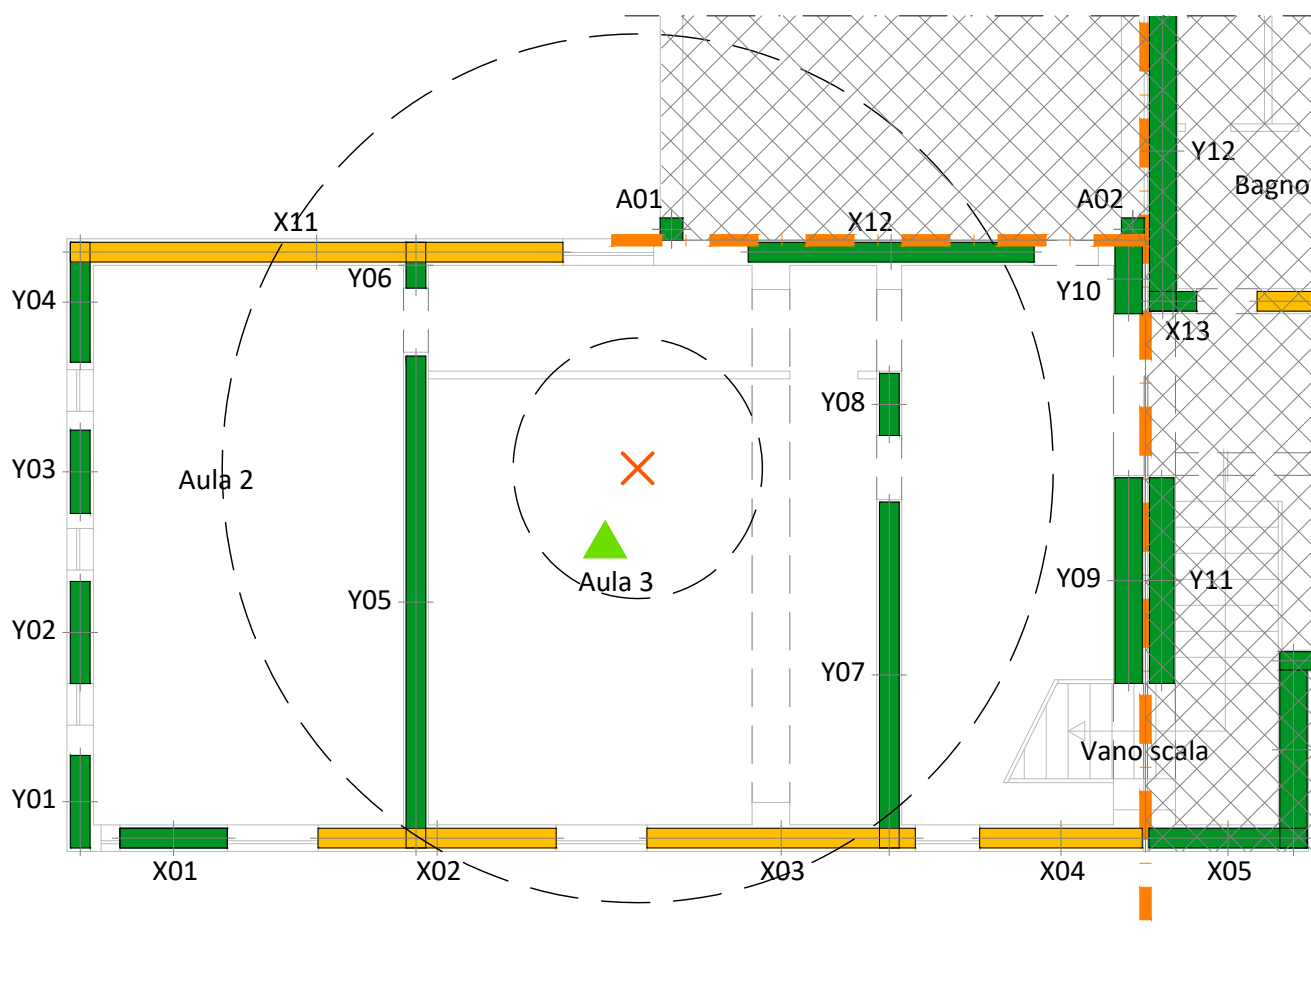 Y12
Bagno
A01
A02
X11
X12
Y06
Y10
Y04
X13
Y08
Y03
Aula 2
Aula 3
Y09
Y11
Y05
Y02
Y07
Vano scala
Y01
X01
X02
X03
X04
X05